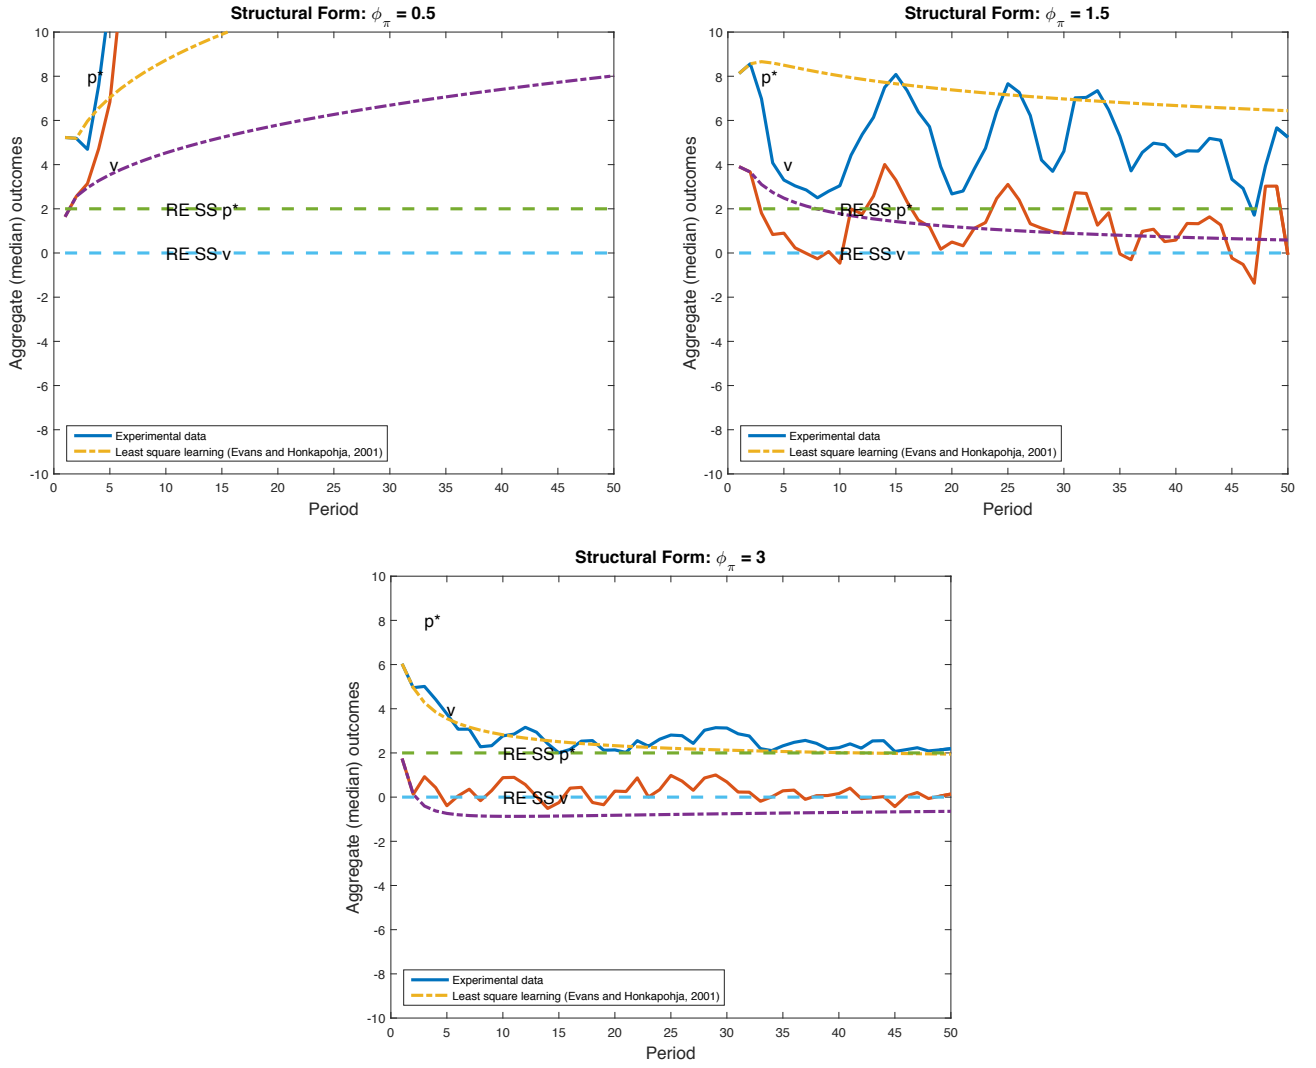 Structural Form: ϕπ = 0.5
Aggregate (median) outcomes
10
8
6
4
2
0
-2
-4
-6
-8
-10
p*
v
RE SS p*
RE SS v
Experimental data
Least square learning (Evans and Honkapohja, 2001)
0 5 10 15 20 25 30 35 40 45 50
Period
Structural Form: ϕπ = 1.5
Aggregate (median) outcomes
10
8
6
4
2
0
-2
-4
-6
-8
-10
p*
v
RE SS p*
RE SS v
Experimental data
Least square learning (Evans and Honkapohja, 2001)
0 5 10 15 20 25 30 35 40 45 50
Period
Structural Form: ϕπ = 3
Aggregate (median) outcomes
10
8
6
4
2
0
-2
-4
-6
-8
-10
p*
v
RE SS p*
RE SS v
Experimental data
Least square learning (Evans and Honkapohja, 2001)
0 5 10 15 20 25 30 35 40 45 50
Period